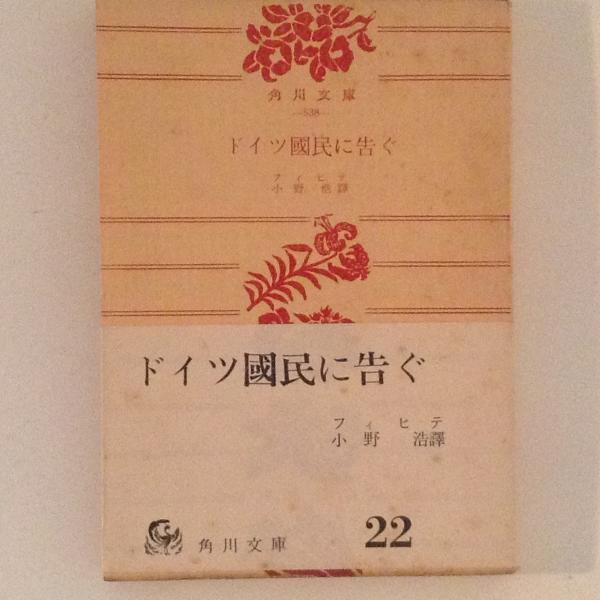 角川文庫
—538—
ドイツ國民に告ぐ
フィヒテ
小野 浩譯
ドイツ國民に告ぐ
フィヒテ
小野 浩譯
角川文庫
22